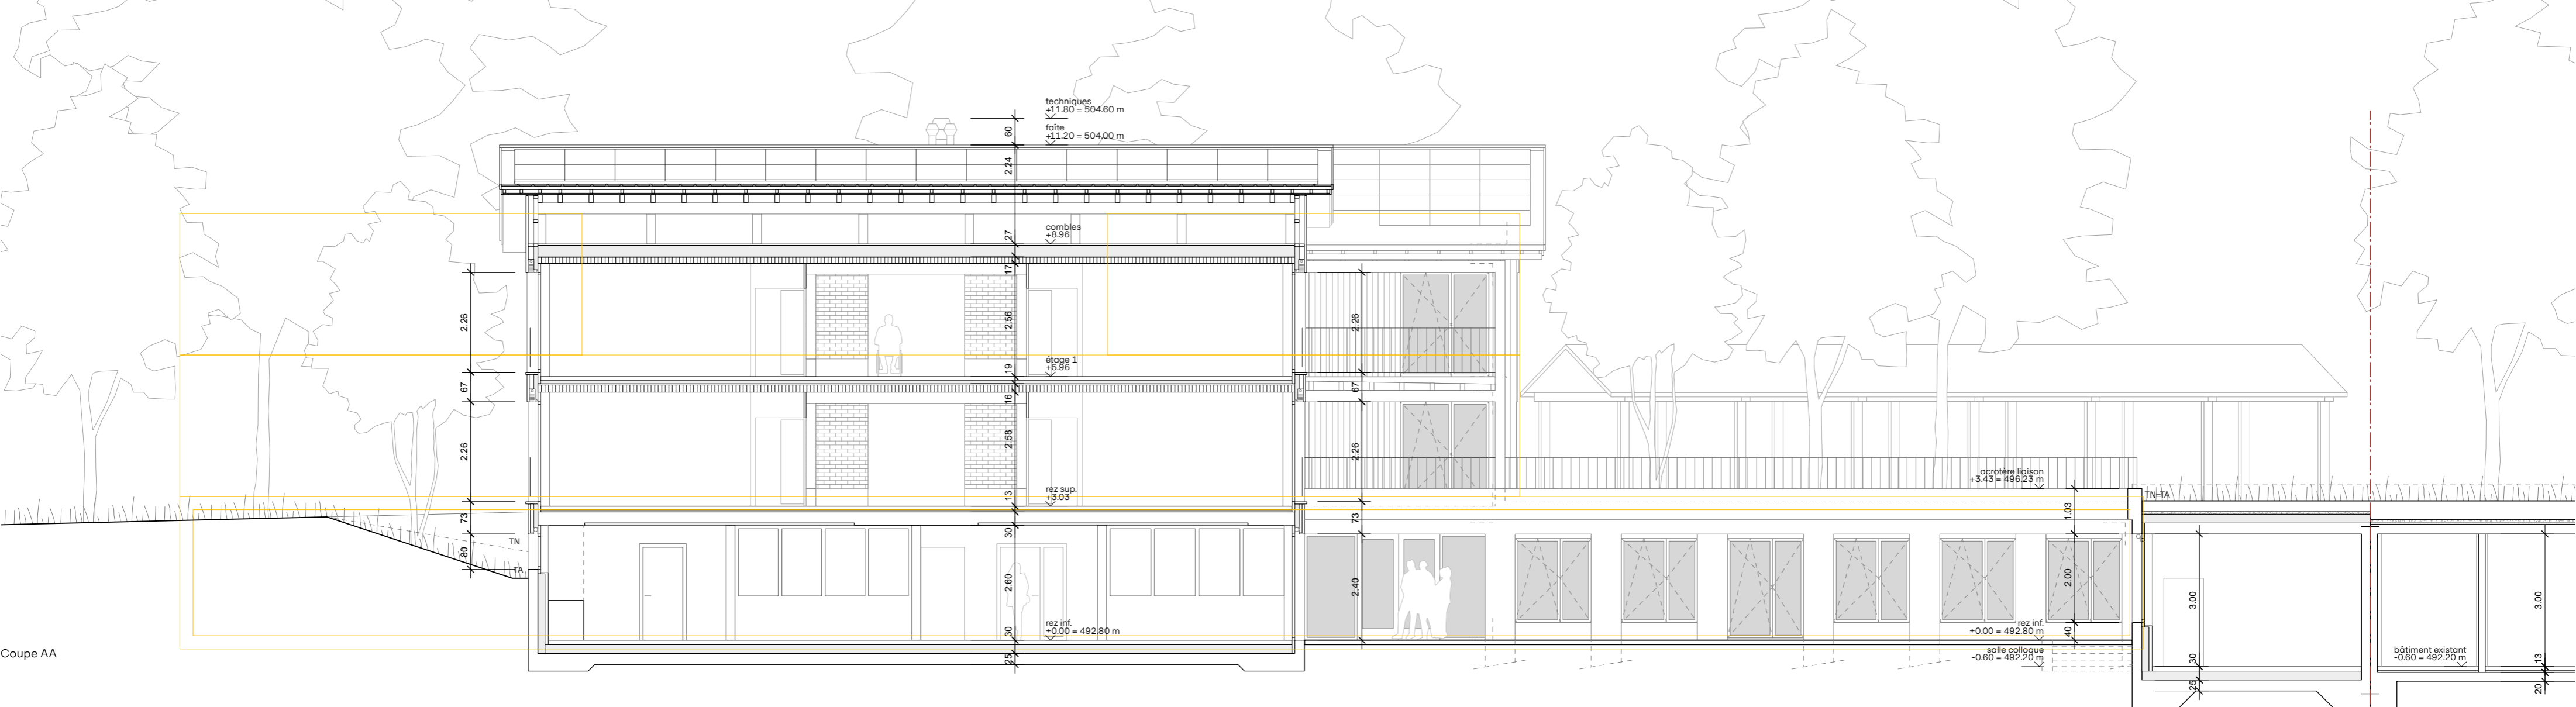 techniques
+11.80 = 504.60 m
faîte
+11.20 = 504.00 m
60
2.24
combles
+8.96
27
17
2.26
2.56
2.26
étage 1
+5.96
19
67
67
16
2.26
2.58
2.26
rez sup.
+3.03
13
acrotère liaison
+3.43 = 496.23 m
TN=TA
73
73
1.03
30
TN
80
TA
2.60
2.40
2.00
3.00
3.00
rez inf.
±0.00 = 492.80 m
30
rez inf.
±0.00 = 492.80 m
40
Coupe AA
25
salle colloque
-0.60 = 492.20 m
30
bâtiment existant
-0.60 = 492.20 m
13
25
20